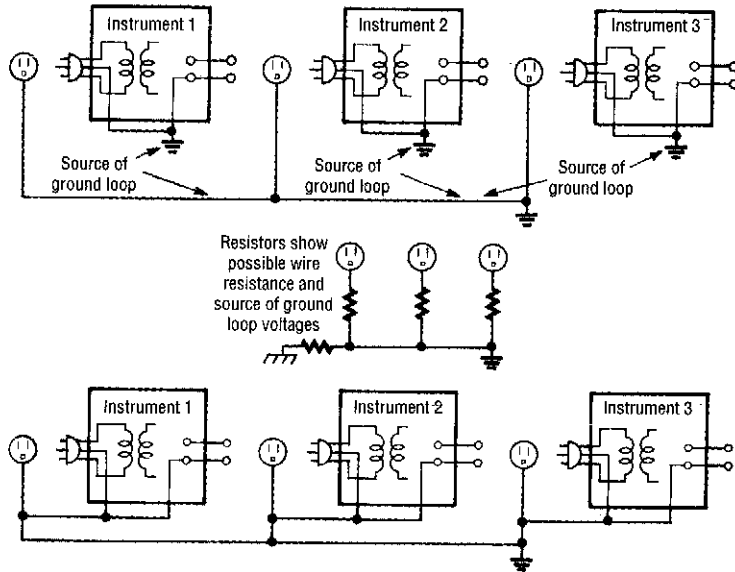 Instrument 1
Instrument 2
Instrument 3
Source of
ground loop
Source of
ground loop
Source of
ground loop
Resistors show
possible wire
resistance and
source of ground
loop voltages
Instrument 1
Instrument 2
Instrument 3